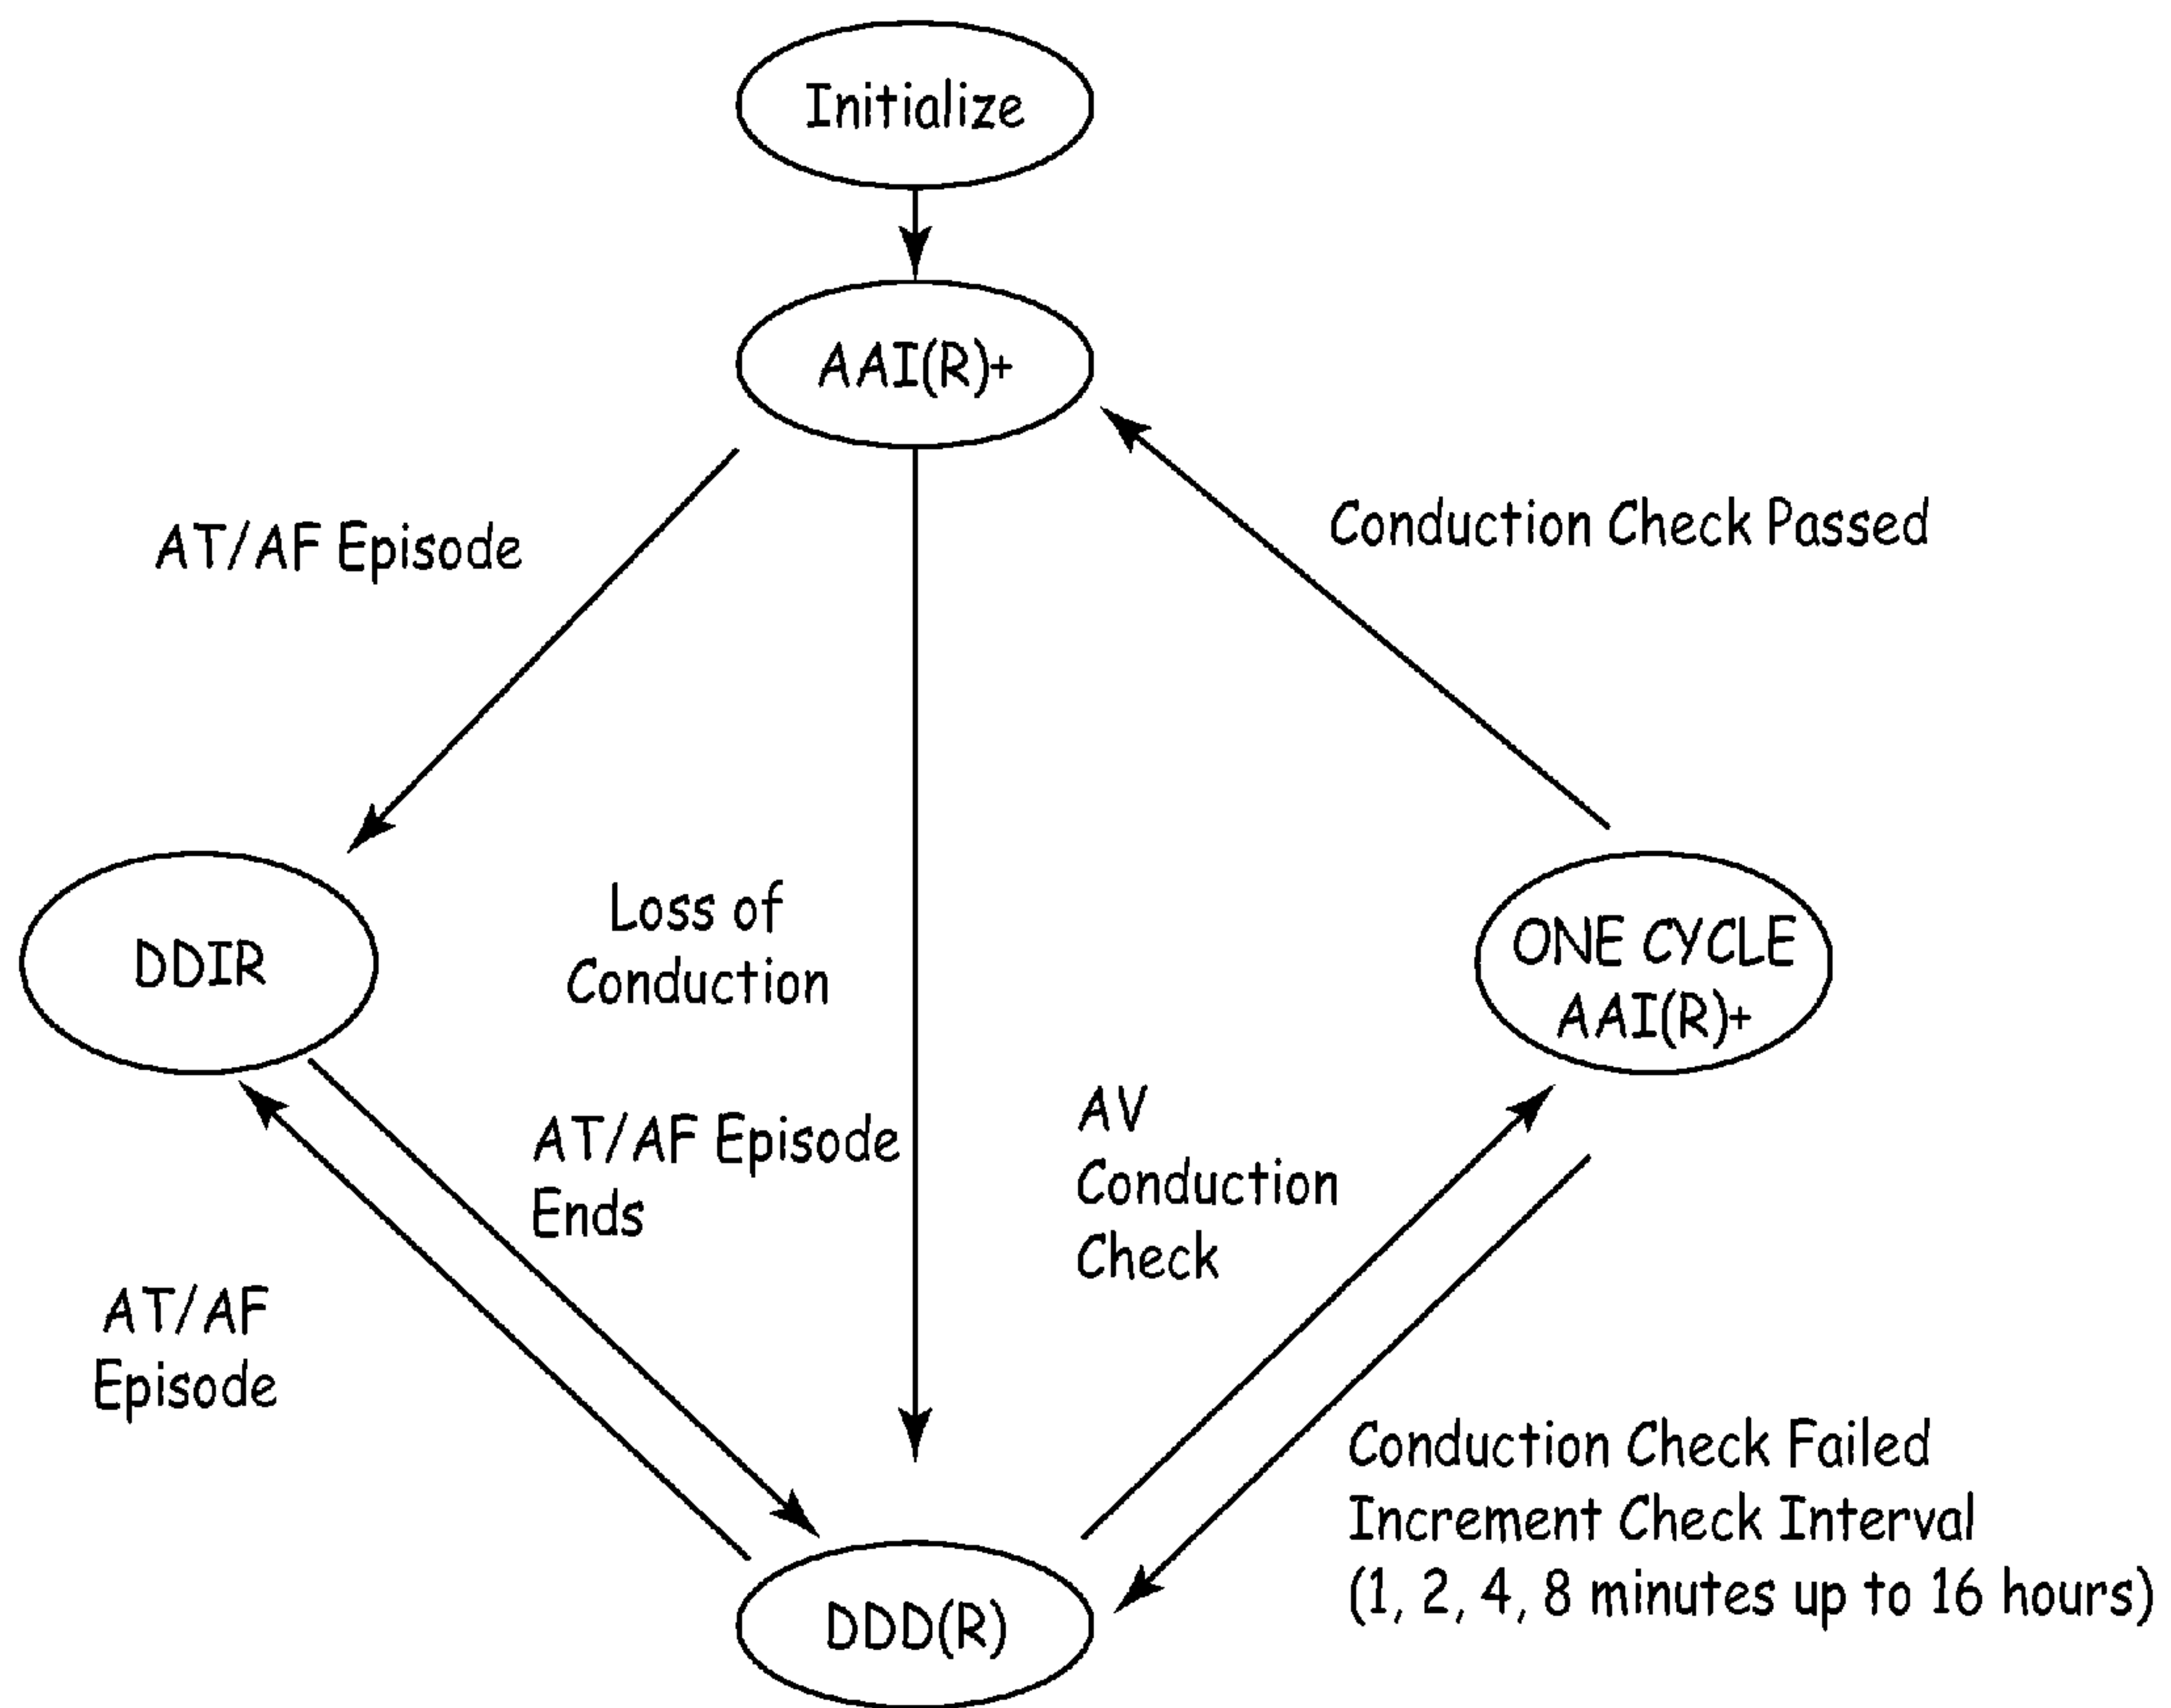 Initialize
AAI(R)+
AT/AF Episode
Conduction Check Passed
Loss of
Conduction
DDIR
ONE CYCLE
AAI(R)+
AT/AF Episode
Ends
AV
Conduction
Check
AT/AF
Episode
Conduction Check Failed
Increment Check Interval
(1, 2, 4, 8 minutes up to 16 hours)
DDD(R)